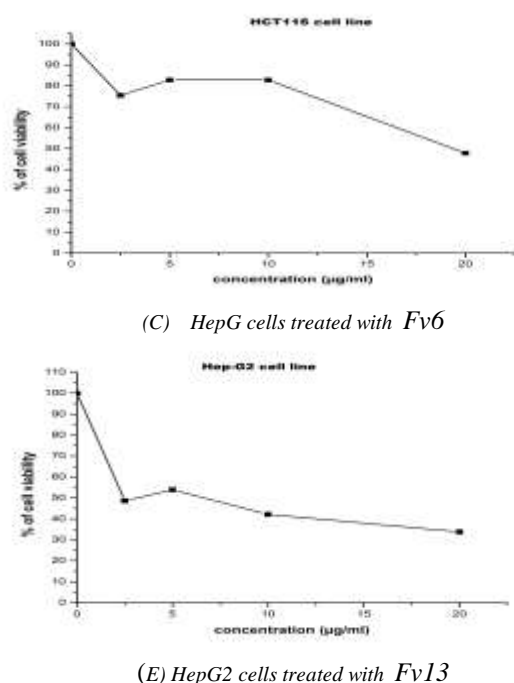 HCT116 cell line
100
90
80
70
60
50
40
30
20
10
0
% of cell viability
0 5 10 15 20
concentration (µg/ml)
(C) HepG cells treated with Fv6
Hep-G2 cell line
110
100
90
80
70
60
50
40
30
20
10
0
% of cell viability
0 5 10 15 20
concentration (µg/ml)
(E) HepG2 cells treated with Fv13